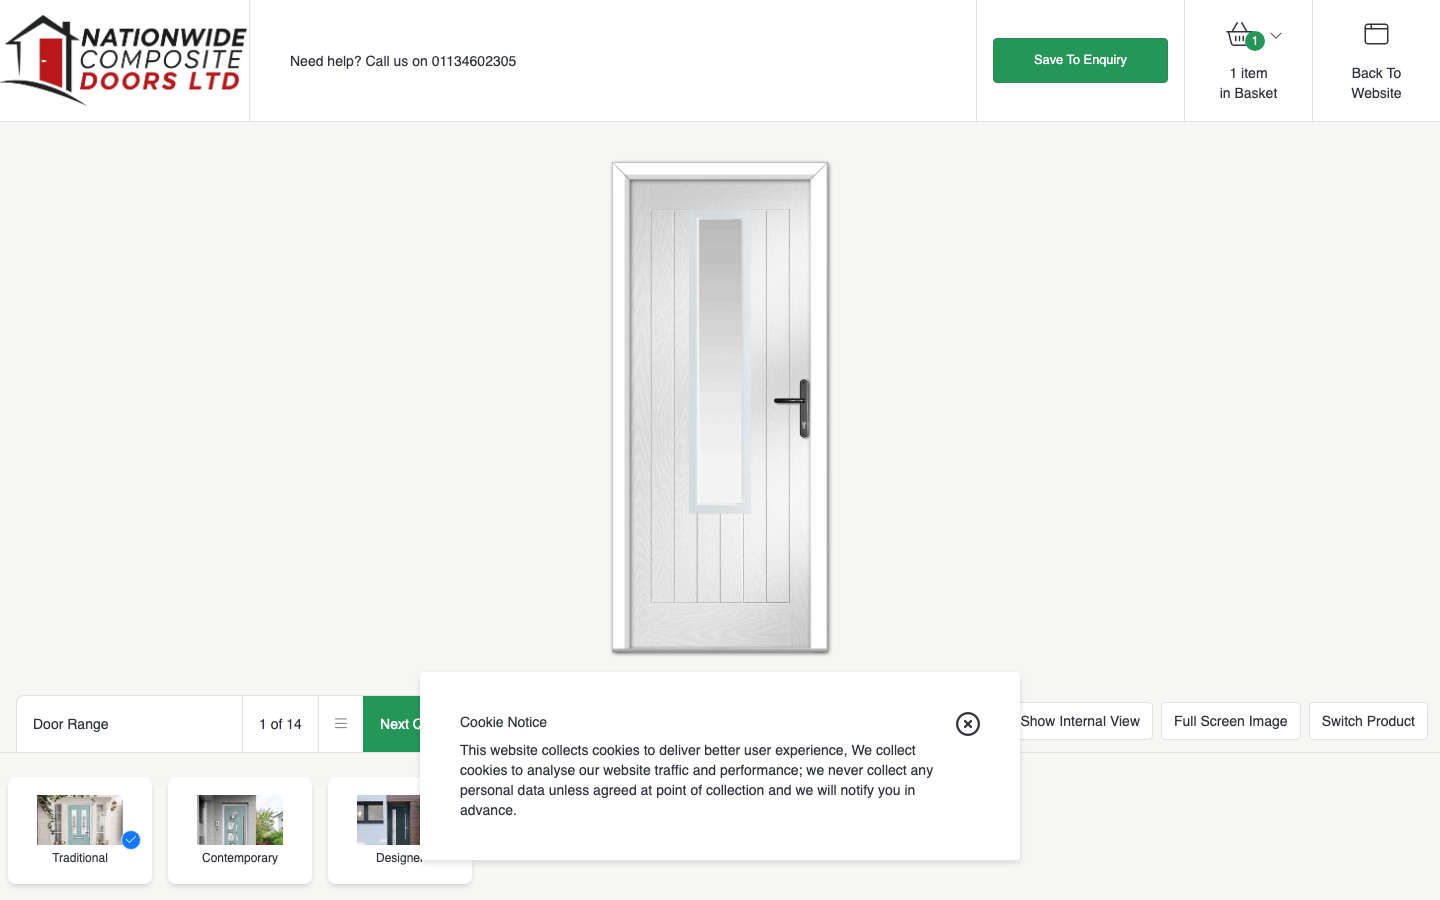 NATIONWIDE
COMPOSITE
DOORS LTD
Need help? Call us on 01134602305
Save To Enquiry
1
1 item
in Basket
Back To
Website
Door Range
1 of 14
Next
Show Internal View
Full Screen Image
Switch Product
Cookie Notice
This website collects cookies to deliver better user experience, We collect
cookies to analyse our website traffic and performance; we never collect any
personal data unless agreed at point of collection and we will notify you in
advance.
Traditional
Contemporary
Designer